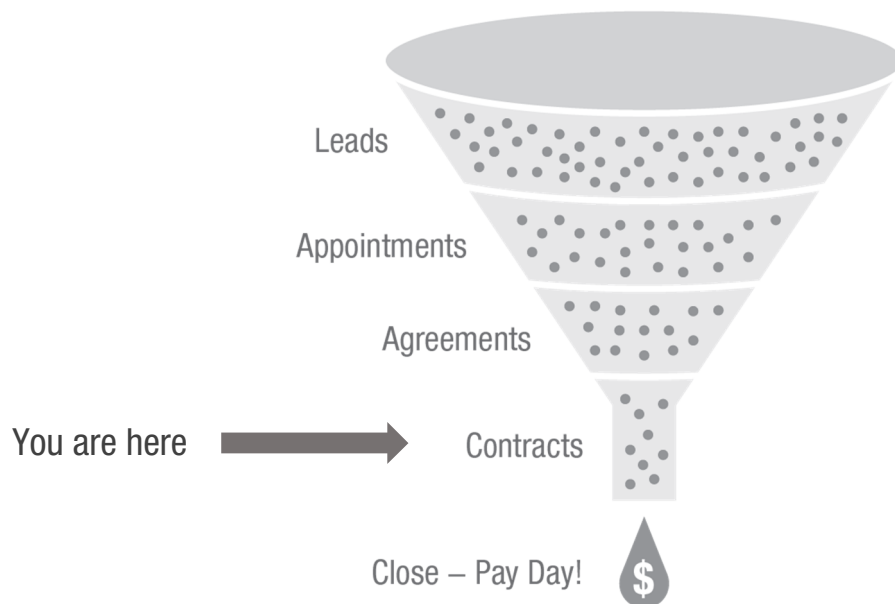 Leads
Appointments
Agreements
You are here
Contracts
Close – Pay Day!
$